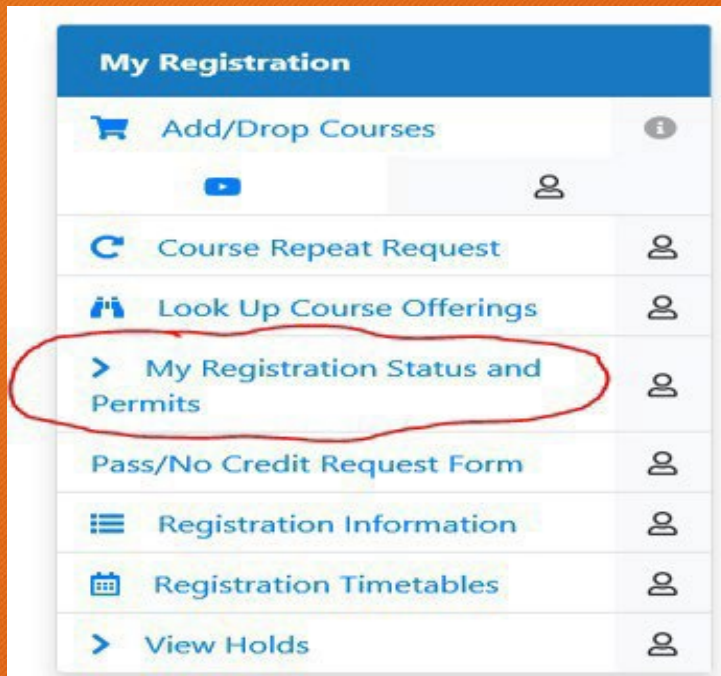 My Registration
Add/Drop Courses
Course Repeat Request
Look Up Course Offerings
My Registration Status and
Permits
Pass/No Credit Request Form
Registration Information
Registration Timetables
View Holds